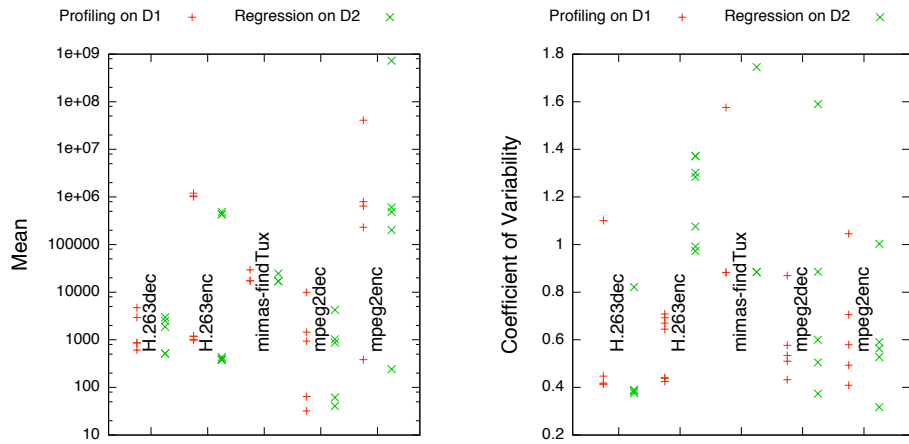 Profiling on D1
Regression on D2
Mean
1e+09
1e+08
1e+07
1e+06
100000
10000
1000
100
10
H.263dec
H.263enc
mimas-findTux
mpeg2dec
mpeg2enc
Profiling on D1
Regression on D2
Coefficient of Variability
1.8
1.6
1.4
1.2
1
0.8
0.6
0.4
0.2
H.263dec
H.263enc
mimas-findTux
mpeg2dec
mpeg2enc